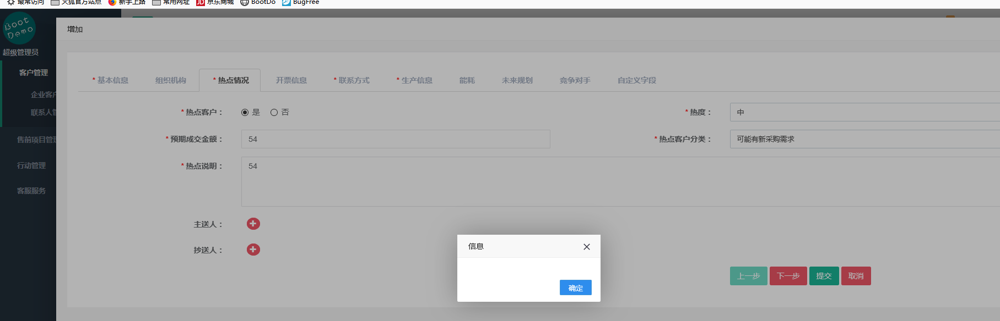 最常访问 火狐官方站点 新手上路 常用网址 JD 京东商城 BootDo BugFree
Boot
Demo
超级管理员
客户管理
企业客户
联系人管
售前项目管理
行动管理
客服服务
增加
* 基本信息 组织机构 * 热点情况 开票信息 * 联系方式 * 生产信息 能耗 未来规划 竞争对手 自定义字段
* 热点客户： 是 否 * 热度： 中
* 预期成交金额： 54 * 热点客户分类： 可能有新采购需求
* 热点说明： 54
主送人：
抄送人：
信息
确定
上一步 下一步 提交 取消